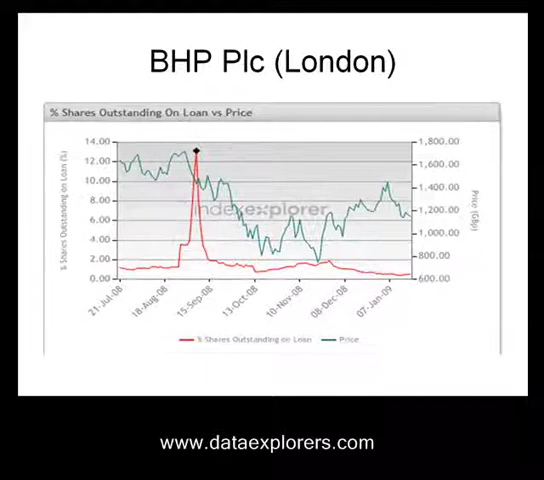 BHP Plc (London)
% Shares Outstanding On Loan vs Price
14.00
12.00
10.00
8.00
6.00
4.00
2.00
0.00
% Shares Outstanding on Loan (%)
1,800.00
1,600.00
1,400.00
1,200.00
1,000.00
800.00
600.00
Price (GBp)
indexexplorer
21-Jul-08
18-Aug-08
15-Sep-08
13-Oct-08
10-Nov-08
08-Dec-08
07-Jan-09
% Shares Outstanding on Loan
Price
www.dataexplorers.com